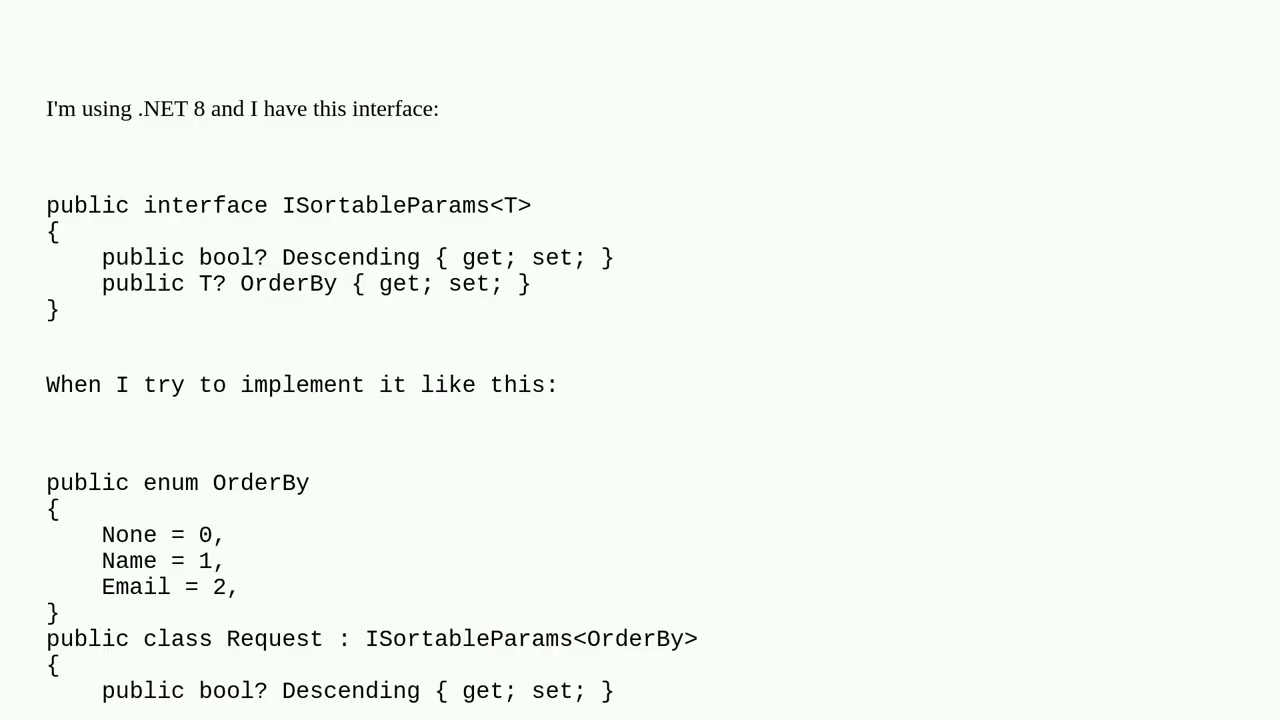 I'm using .NET 8 and I have this interface:
public interface ISortableParams<T>
{
    public bool? Descending { get; set; }
    public T? OrderBy { get; set; }
}
When I try to implement it like this:
public enum OrderBy
{
    None = 0,
    Name = 1,
    Email = 2,
}
public class Request : ISortableParams<OrderBy>
{
    public bool? Descending { get; set; }